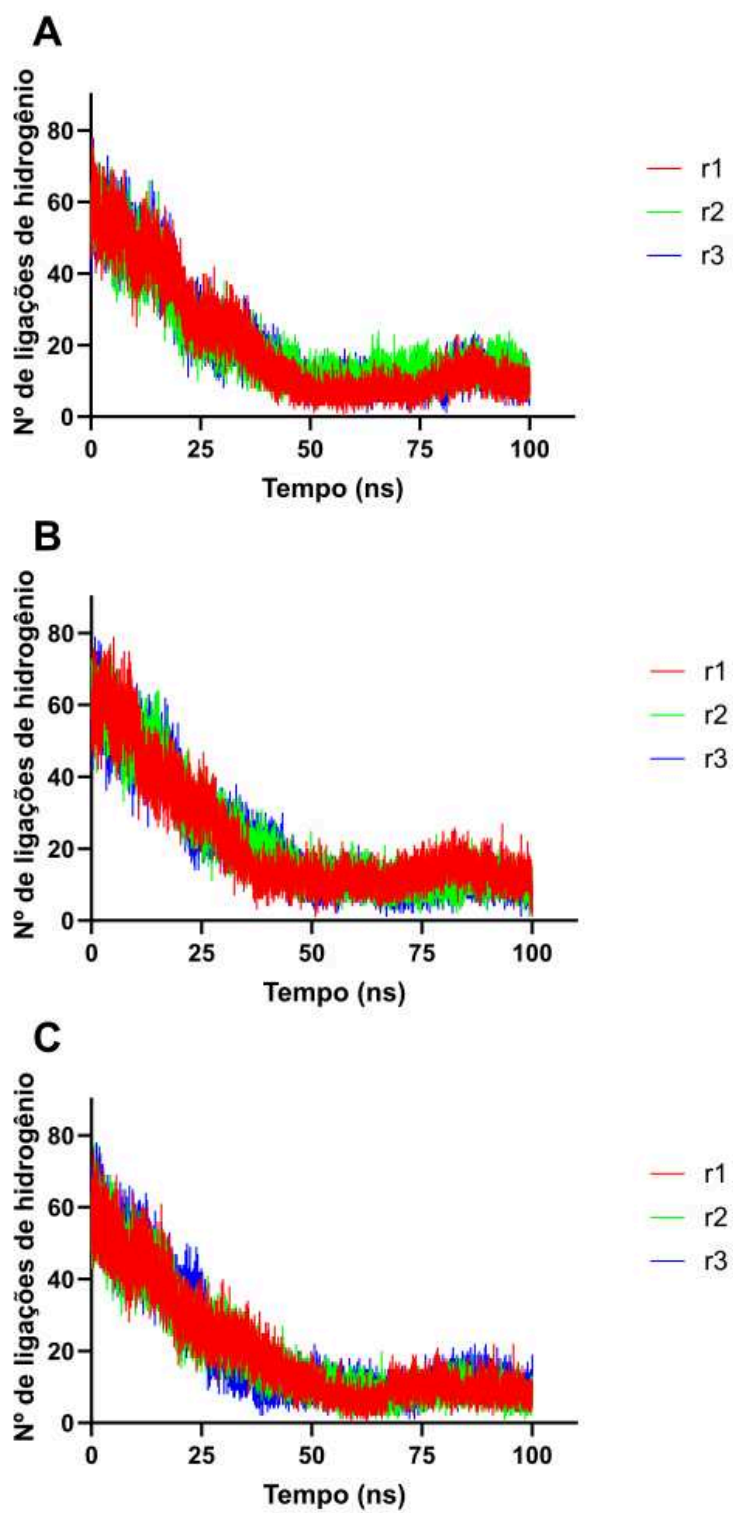 A
Nº de ligações de hidrogênio
80
60
40
20
0
0 25 50 75 100
Tempo (ns)
r1
r2
r3
B
Nº de ligações de hidrogênio
80
60
40
20
0
0 25 50 75 100
Tempo (ns)
r1
r2
r3
C
Nº de ligações de hidrogênio
80
60
40
20
0
0 25 50 75 100
Tempo (ns)
r1
r2
r3